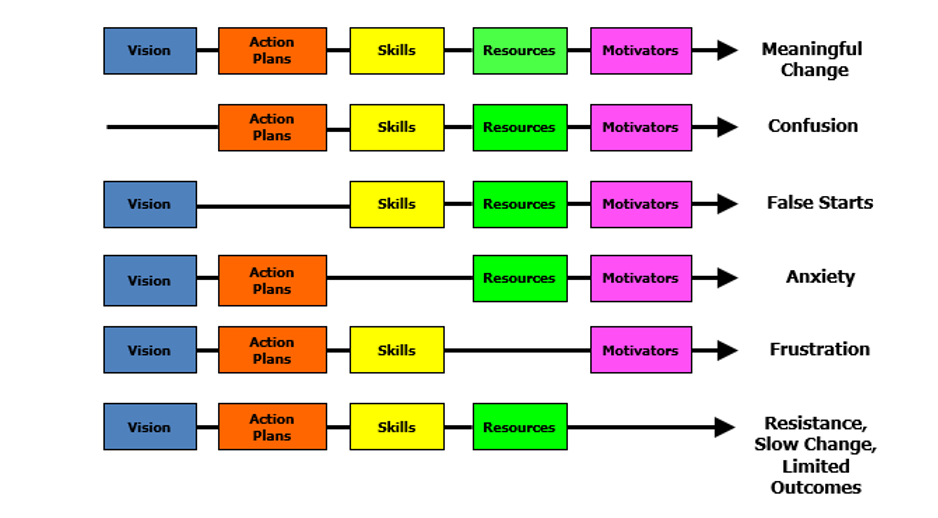 Vision Action Skills Resources Motivators Meaningful
Plans Change
Action Skills Resources Motivators Confusion
Plans
Vision Skills Resources Motivators False Starts
Vision Action Resources Motivators Anxiety
Plans
Vision Action Skills Motivators Frustration
Plans
Vision Action Skills Resources Resistance,
Plans Slow Change,
Limited
Outcomes